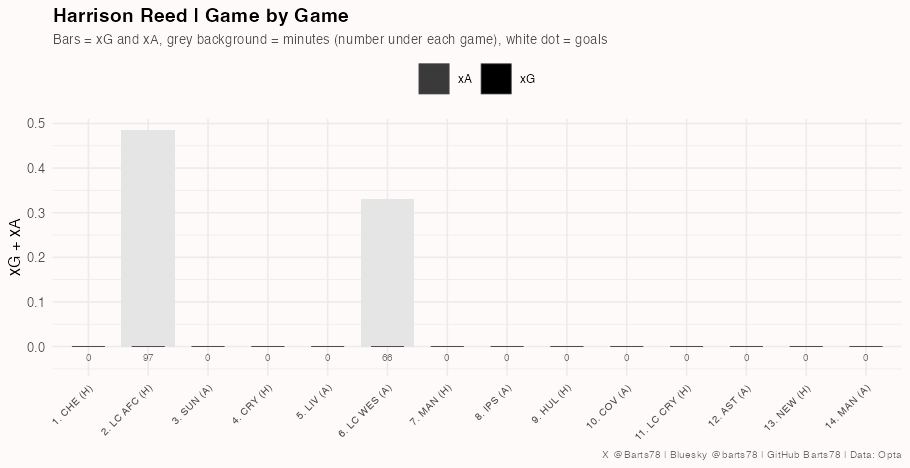 Harrison Reed | Game by Game
Bars = xG and xA, grey background = minutes (number under each game), white dot = goals
xA xG
xG + xA
0.5
0.4
0.3
0.2
0.1
0.0
0 97 0 0 0 66 0 0 0 0 0 0 0 0
1. CHE (H)
2. LC AFC (H)
3. SUN (A)
4. CRY (H)
5. LIV (A)
6. LC WES (A)
7. MAN (H)
8. IPS (A)
9. HUL (H)
10. COV (A)
11. LC CRY (H)
12. AST (A)
13. NEW (H)
14. MAN (A)
X @Barts78 | Bluesky @barts78 | GitHub Barts78 | Data: Opta